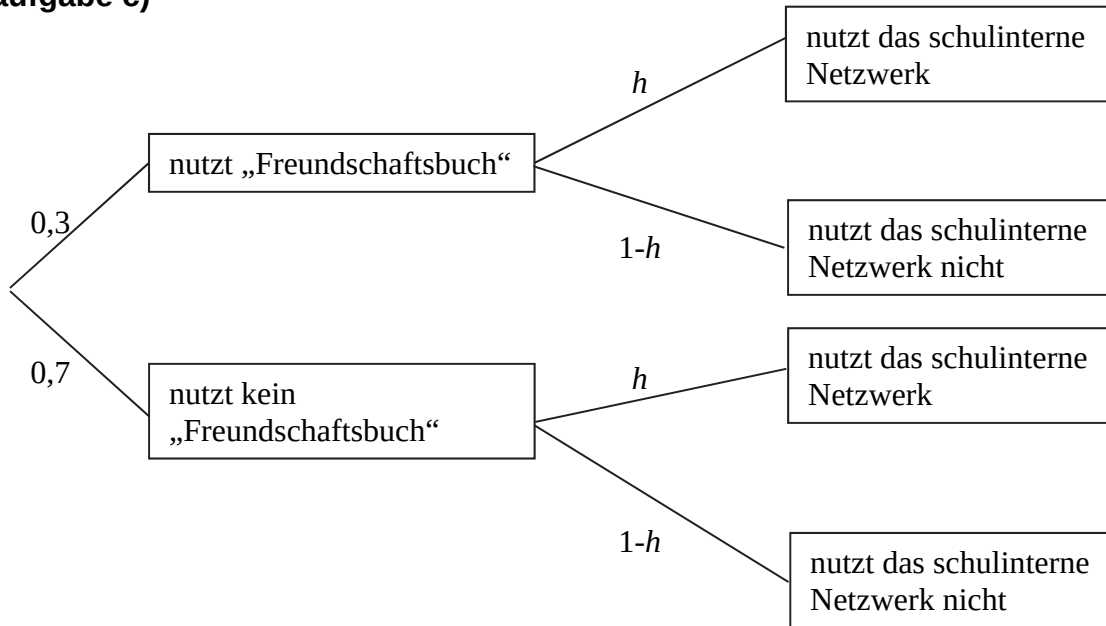 aufgabe c)
nutzt das schulinterne
Netzwerk
h
nutzt „Freundschaftsbuch“
0,3
1-h
nutzt das schulinterne
Netzwerk nicht
0,7
nutzt kein
„Freundschaftsbuch“
h
nutzt das schulinterne
Netzwerk
1-h
nutzt das schulinterne
Netzwerk nicht